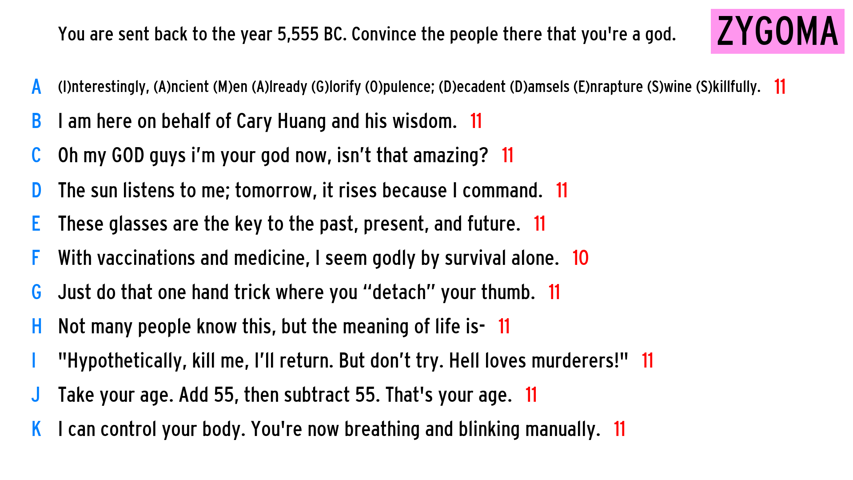 You are sent back to the year 5,555 BC. Convince the people there that you're a god.
ZYGOMA
A (I)nterestingly, (A)ncient (M)en (A)lready (G)lorify (O)pulence; (D)ecadent (D)amsels (E)nrapture (S)wine (S)killfully. 11
B I am here on behalf of Cary Huang and his wisdom. 11
C Oh my GOD guys i’m your god now, isn’t that amazing? 11
D The sun listens to me; tomorrow, it rises because I command. 11
E These glasses are the key to the past, present, and future. 11
F With vaccinations and medicine, I seem godly by survival alone. 10
G Just do that one hand trick where you “detach” your thumb. 11
H Not many people know this, but the meaning of life is- 11
I "Hypothetically, kill me, I’ll return. But don’t try. Hell loves murderers!" 11
J Take your age. Add 55, then subtract 55. That's your age. 11
K I can control your body. You're now breathing and blinking manually. 11